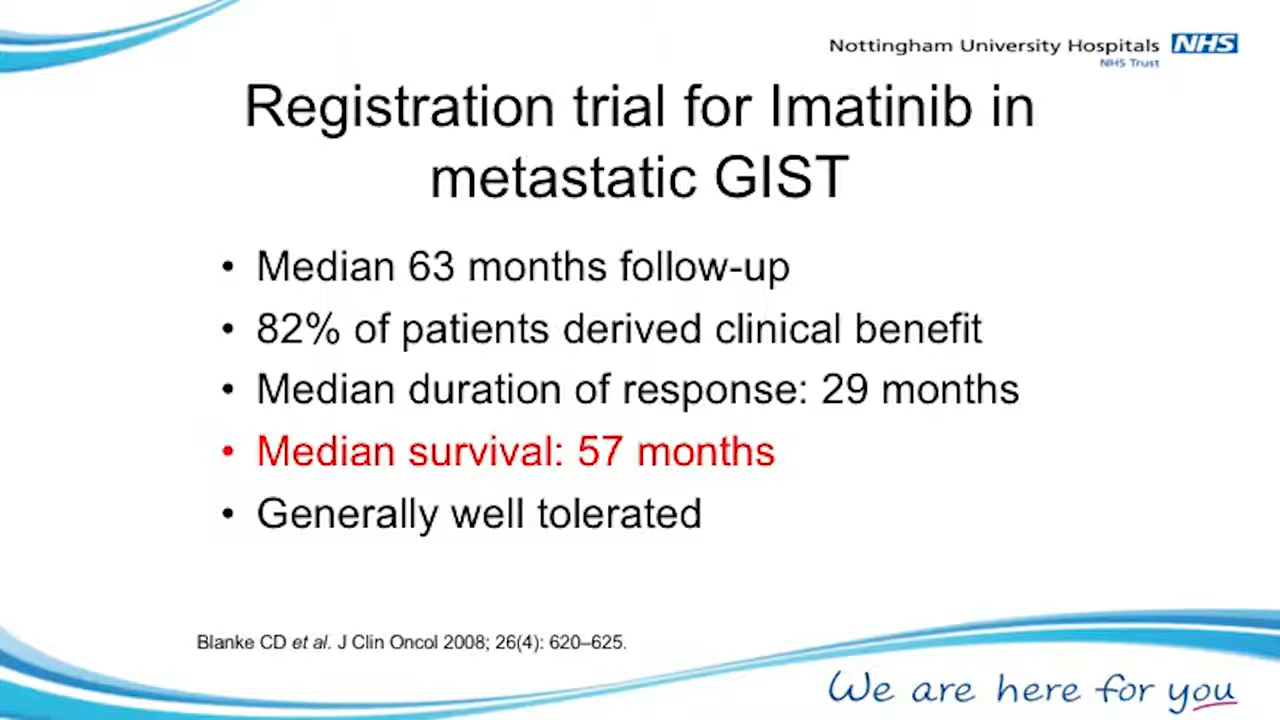 Nottingham University Hospitals NHS
NHS Trust
Registration trial for Imatinib in
metastatic GIST
• Median 63 months follow-up
• 82% of patients derived clinical benefit
• Median duration of response: 29 months
• Median survival: 57 months
• Generally well tolerated
Blanke CD et al. J Clin Oncol 2008; 26(4): 620–625.
We are here for you